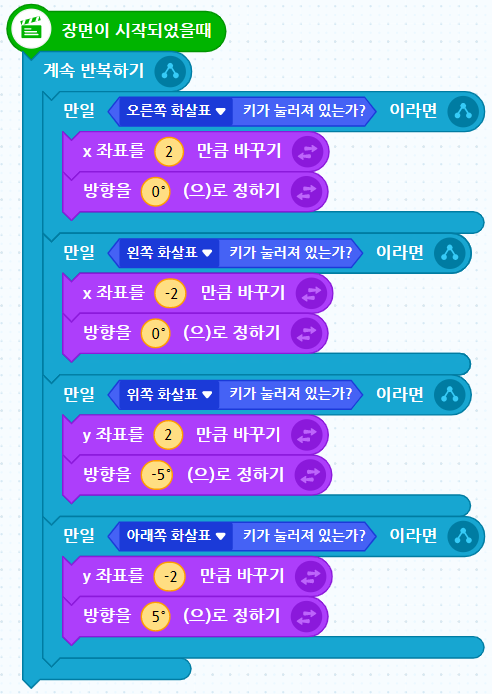 장면이 시작되었을때
계속 반복하기
만일 오른쪽 화살표 키가 눌러져 있는가? 이라면
x 좌표를 2 만큼 바꾸기
방향을 0° (으)로 정하기
만일 왼쪽 화살표 키가 눌러져 있는가? 이라면
x 좌표를 -2 만큼 바꾸기
방향을 0° (으)로 정하기
만일 위쪽 화살표 키가 눌러져 있는가? 이라면
y 좌표를 2 만큼 바꾸기
방향을 -5° (으)로 정하기
만일 아래쪽 화살표 키가 눌러져 있는가? 이라면
y 좌표를 -2 만큼 바꾸기
방향을 5° (으)로 정하기